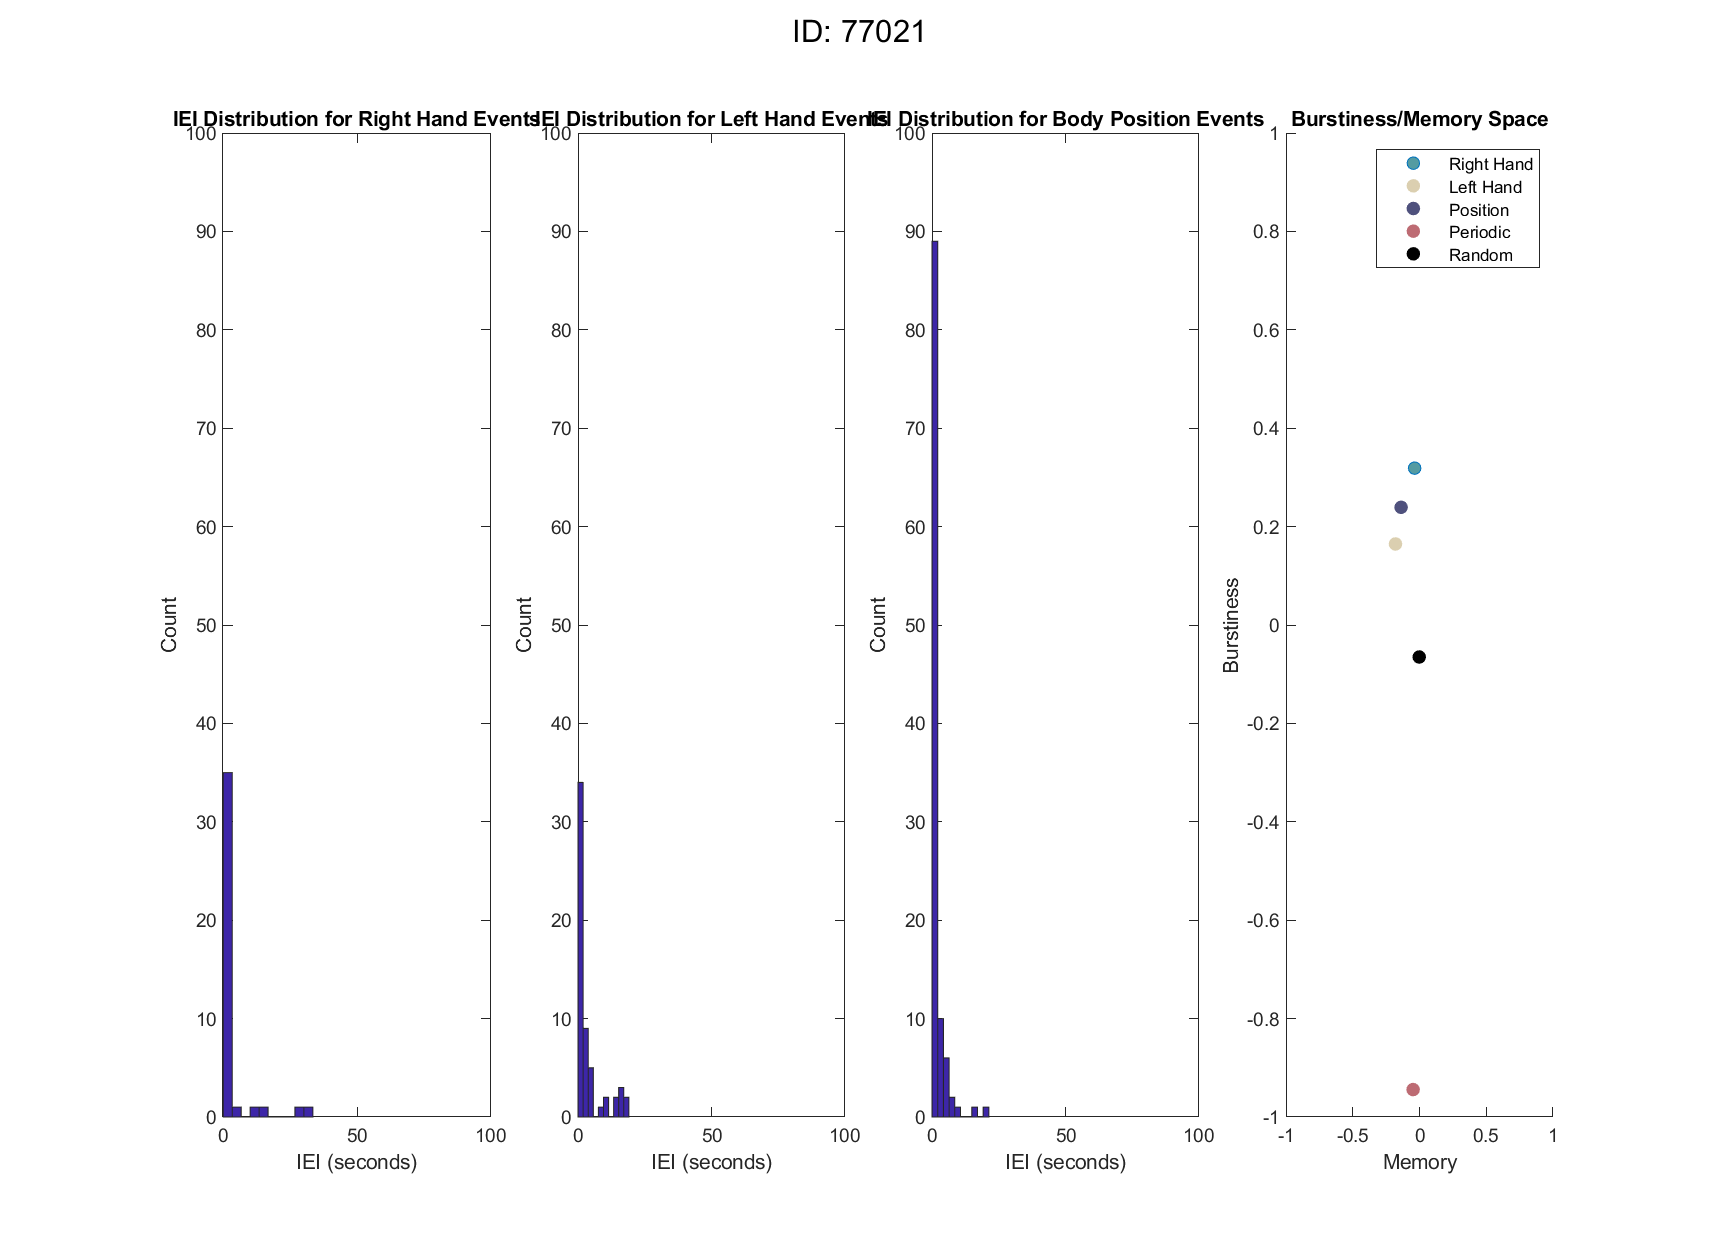 ID: 77021
IEI Distribution for Right Hand Events
100
90
80
70
60
50
40
30
20
10
0
Count
0 50 100
IEI (seconds)
IEI Distribution for Left Hand Events
100
90
80
70
60
50
40
30
20
10
0
Count
0 50 100
IEI (seconds)
IEI Distribution for Body Position Events
100
90
80
70
60
50
40
30
20
10
0
Count
0 50 100
IEI (seconds)
Burstiness/Memory Space
1
0.8
0.6
0.4
0.2
0
-0.2
-0.4
-0.6
-0.8
-1
Burstiness
-1 -0.5 0 0.5 1
Memory
Right Hand
Left Hand
Position
Periodic
Random